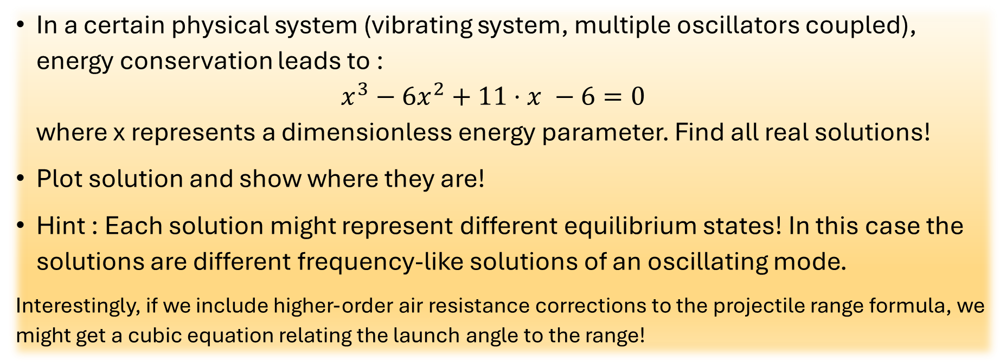 • In a certain physical system (vibrating system, multiple oscillators coupled),
energy conservation leads to :
x³ − 6x² + 11 · x − 6 = 0
where x represents a dimensionless energy parameter. Find all real solutions!
• Plot solution and show where they are!
• Hint : Each solution might represent different equilibrium states! In this case the
solutions are different frequency-like solutions of an oscillating mode.
Interestingly, if we include higher-order air resistance corrections to the projectile range formula, we
might get a cubic equation relating the launch angle to the range!